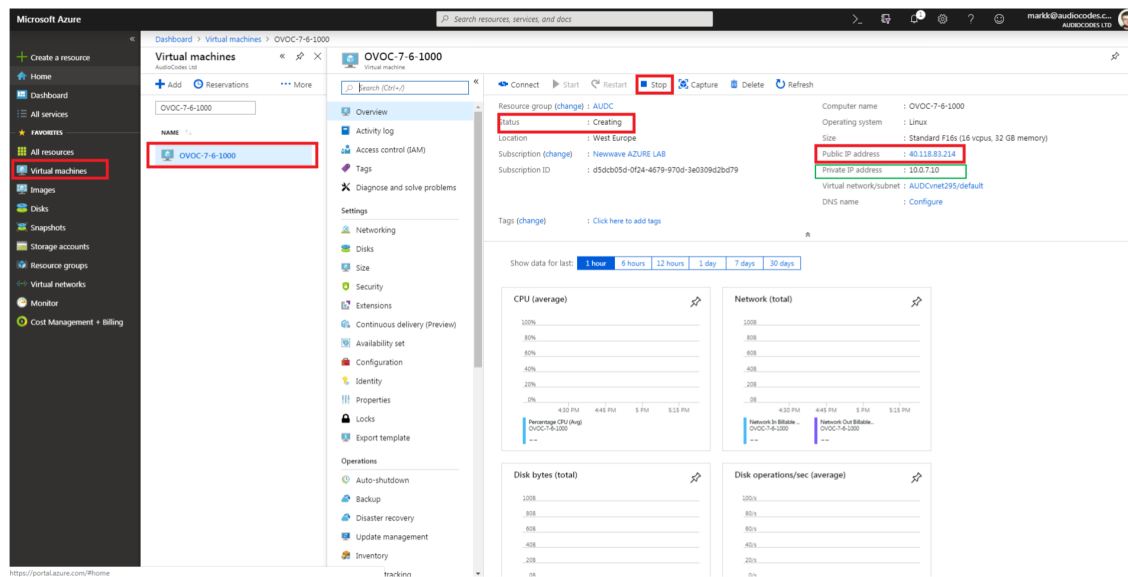 Microsoft Azure
Search resources, services, and docs
1
markk@audiocodes.c...
AUDIOCODES LTD
Create a resource
Home
Dashboard
All services
FAVORITES
All resources
Virtual machines
Images
Disks
Snapshots
Storage accounts
Resource groups
Virtual networks
Monitor
Cost Management + Billing
https://portal.azure.com/#home
Dashboard > Virtual machines > OVOC-7-6-1000
Virtual machines
AudioCodes Ltd
Add Reservations ... More
OVOC-7-6-1000
NAME
OVOC-7-6-1000
OVOC-7-6-1000
Virtual machine
Search (Ctrl+/)
Overview
Activity log
Access control (IAM)
Tags
Diagnose and solve problems
Settings
Networking
Disks
Size
Security
Extensions
Continuous delivery (Preview)
Availability set
Configuration
Identity
Properties
Locks
Export template
Operations
Auto-shutdown
Backup
Disaster recovery
Update management
Inventory
tracking
Connect Start Restart Stop Capture Delete Refresh
Resource group (change) : AUDC
Status : Creating
Location : West Europe
Subscription (change) : Newwave AZURE LAB
Subscription ID : d5dcb05d-0f24-4679-970d-3e0309d2bd79
Tags (change) : Click here to add tags
Computer name : OVOC-7-6-1000
Operating system : Linux
Size : Standard F16s (16 vcpus, 32 GB memory)
Public IP address : 40.118.83.214
Private IP address : 10.0.7.10
Virtual network/subnet : AUDCvnet295/default
DNS name : Configure
Show data for last: 1 hour 6 hours 12 hours 1 day 7 days 30 days
CPU (average)
100%
80%
60%
40%
20%
0%
4:30 PM 4:45 PM 5 PM 5:15 PM
Percentage CPU (Avg)
OVOC-7-6-1000
--
Network (total)
100B
80B
60B
40B
20B
0B
4:30 PM 4:45 PM 5 PM 5:15 PM
Network In Billable ...
OVOC-7-6-1000
--
Network Out Billable...
OVOC-7-6-1000
--
Disk bytes (total)
100B
80B
60B
40B
20B
0B
Disk operations/sec (average)
100/s
80/s
60/s
40/s
20/s
0/s